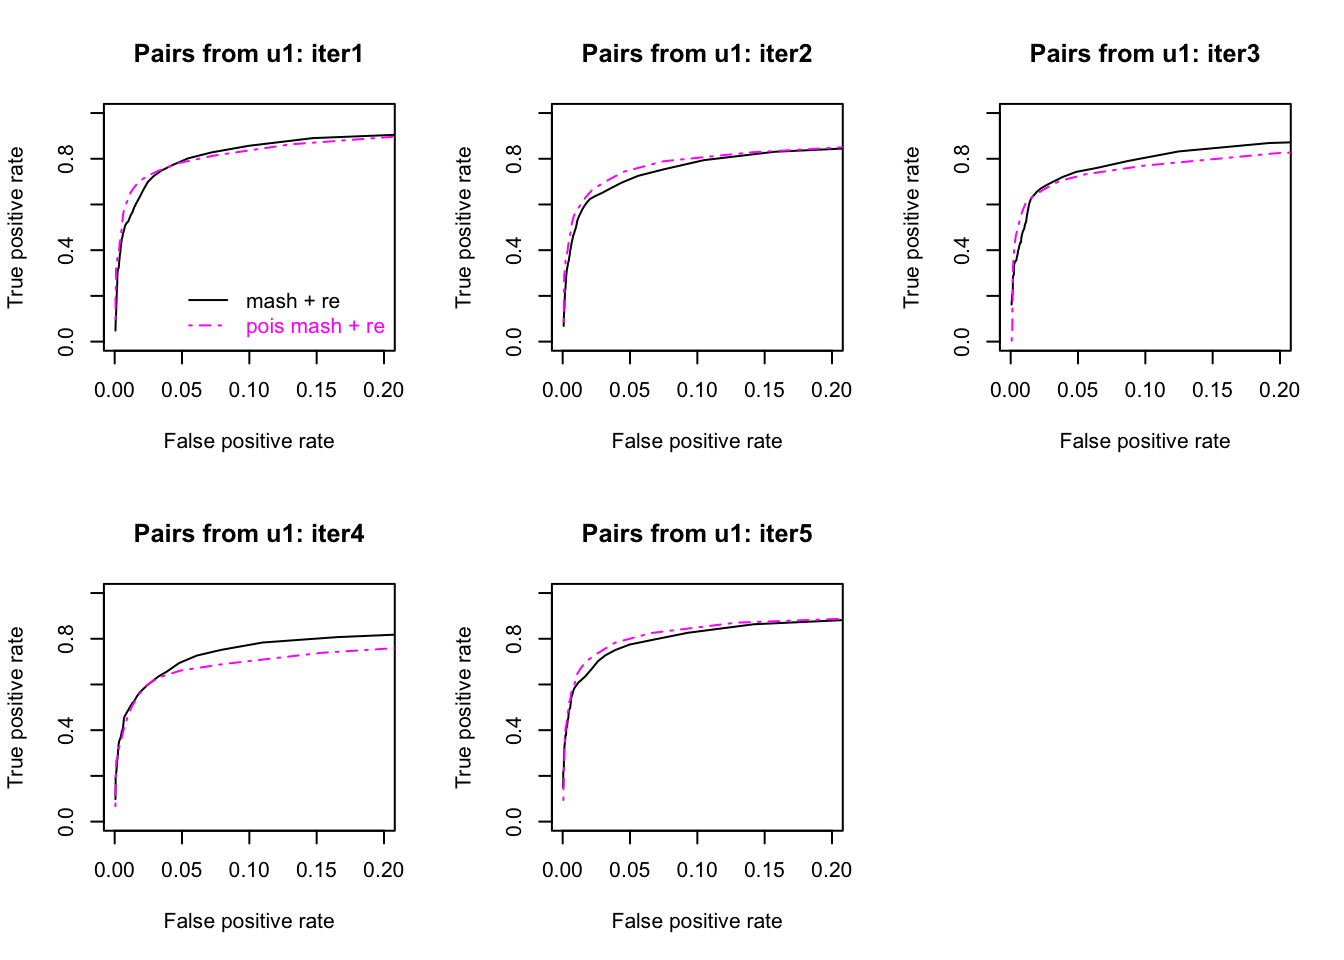 Pairs from u1: iter1
True positive rate
0.8
0.4
0.0
mash + re
pois mash + re
0.00 0.05 0.10 0.15 0.20
False positive rate
Pairs from u1: iter2
True positive rate
0.8
0.4
0.0
0.00 0.05 0.10 0.15 0.20
False positive rate
Pairs from u1: iter3
True positive rate
0.8
0.4
0.0
0.00 0.05 0.10 0.15 0.20
False positive rate
Pairs from u1: iter4
True positive rate
0.8
0.4
0.0
0.00 0.05 0.10 0.15 0.20
False positive rate
Pairs from u1: iter5
True positive rate
0.8
0.4
0.0
0.00 0.05 0.10 0.15 0.20
False positive rate